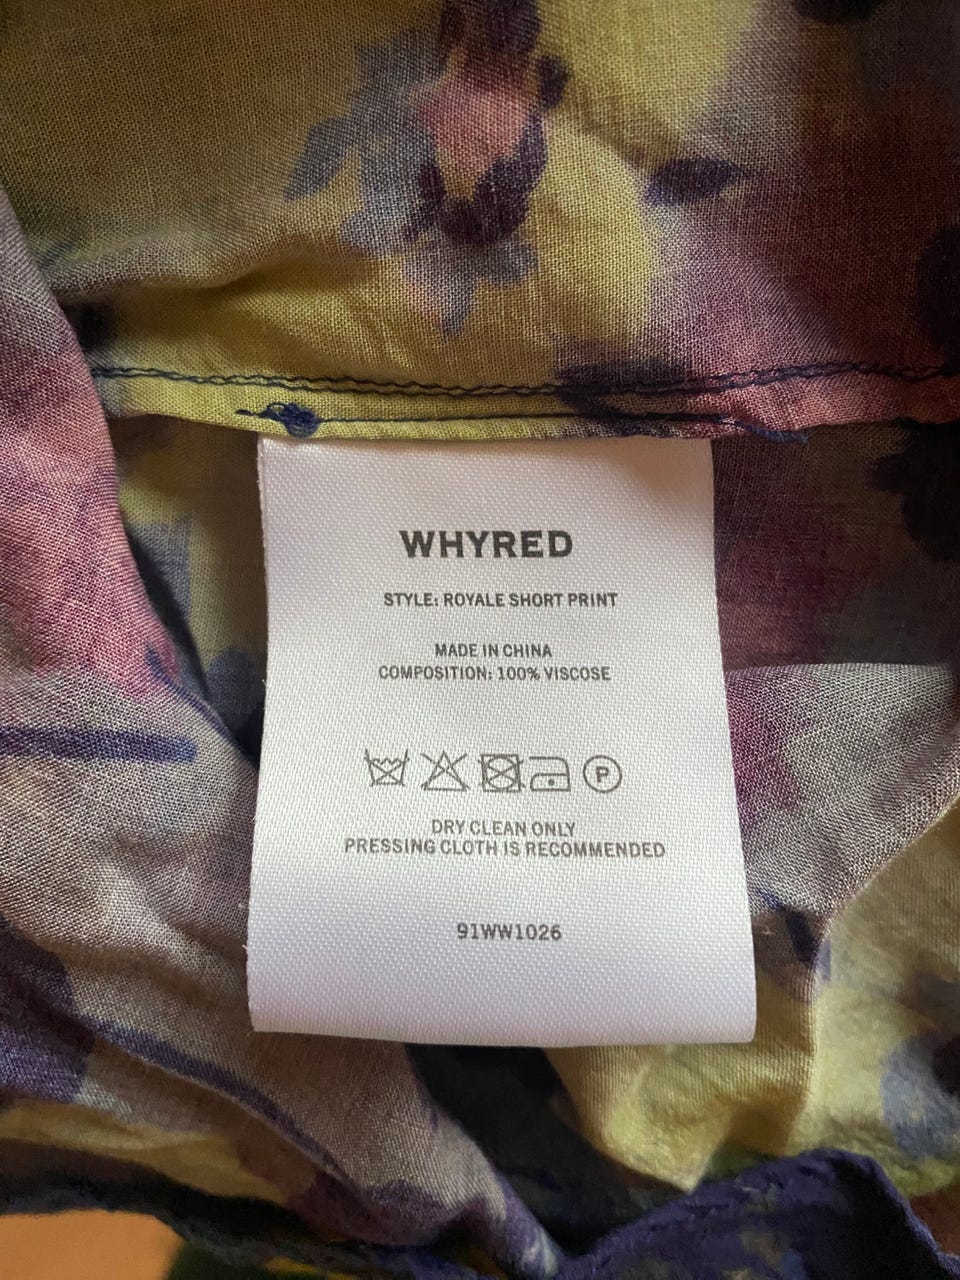 WHYRED
STYLE: ROYALE SHORT PRINT
MADE IN CHINA
COMPOSITION: 100% VISCOSE
P
DRY CLEAN ONLY
PRESSING CLOTH IS RECOMMENDED
91WW1026